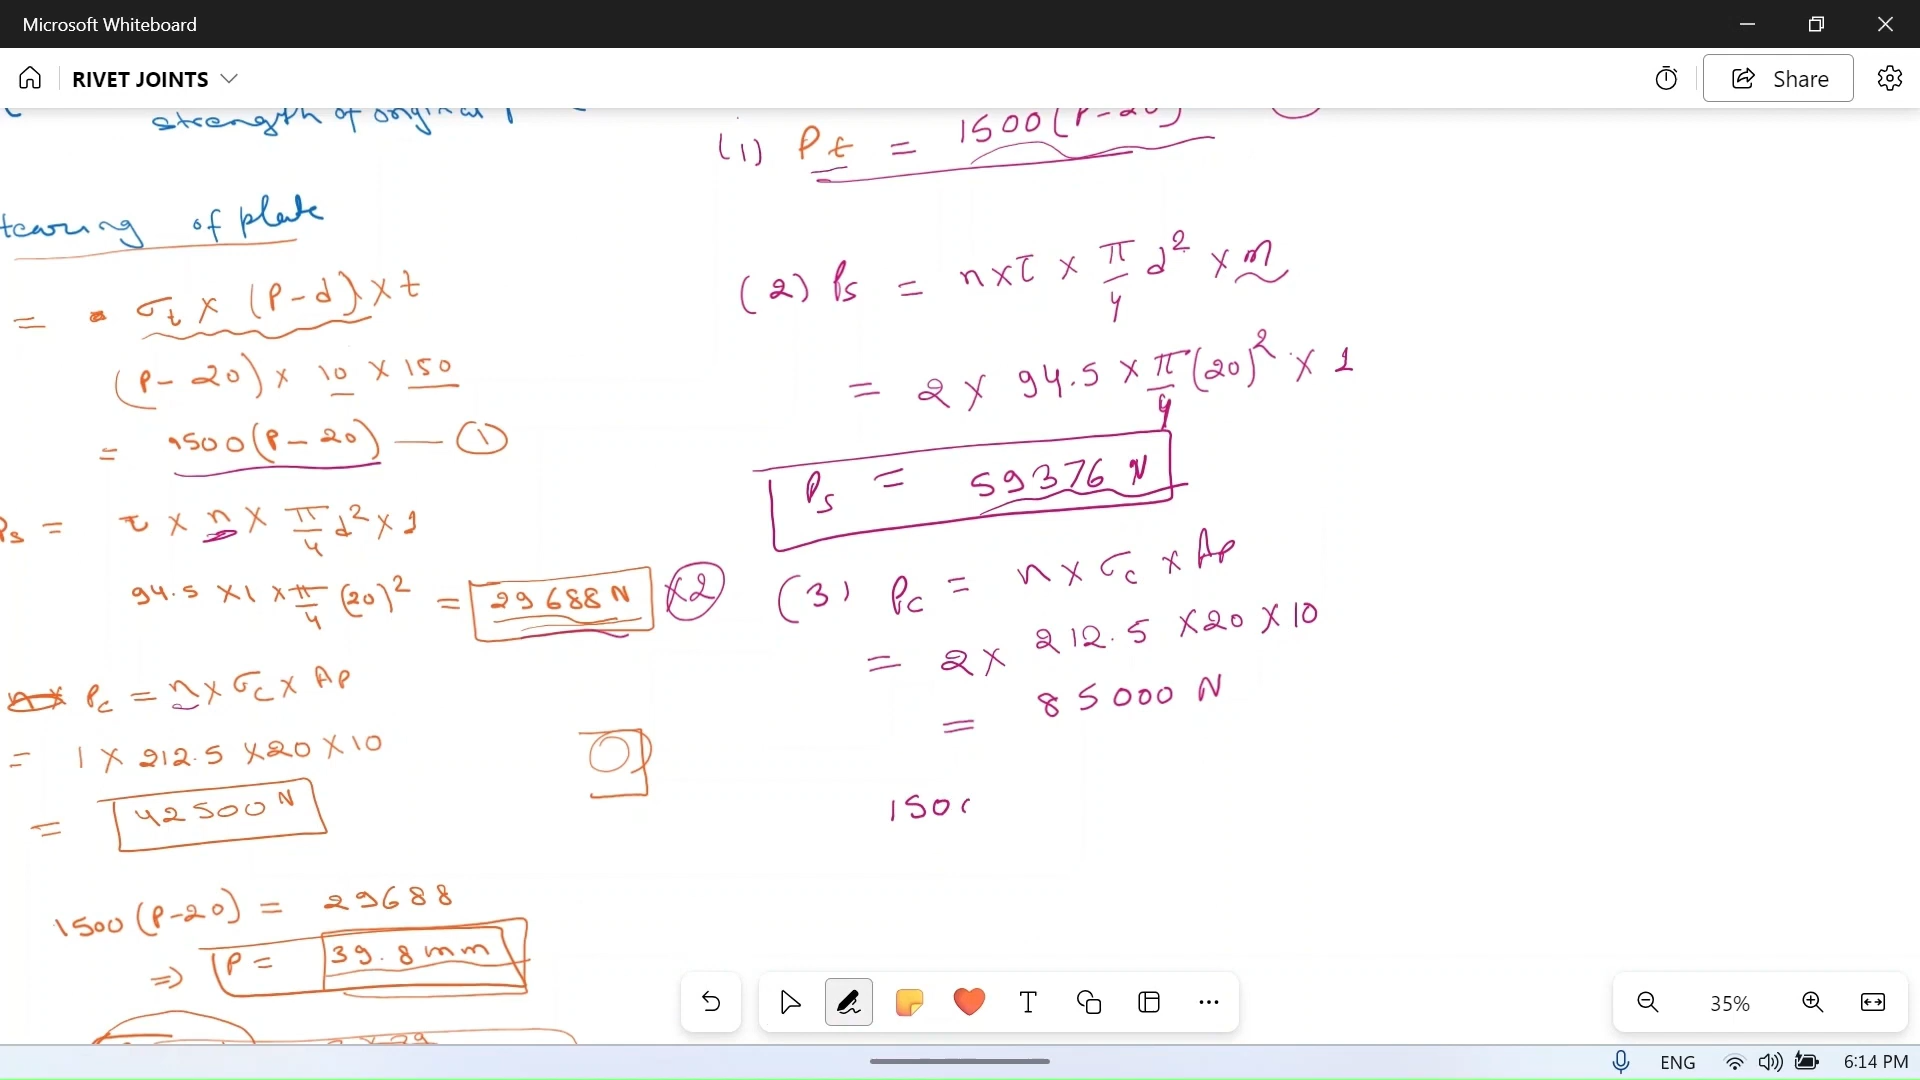 Microsoft Whiteboard
RIVET JOINTS
Share
strength of original P
tearing of plate
= σt × (P-d) × t
(P-20) × 10 × 150
= 1500(P-20) — ①
Ps = τ × n × π/4 d² × 1
94.5 × 1 × π/4 (20)² = 29688 N ×2
Pc = n × σc × Ap
= 1 × 212.5 × 20 × 10
= 42500 N
1500(P-20) = 29688
⇒ P = 39.8 mm
(1) Pt = 1500(P-20)
(2) Ps = n×τ × π/4 d² × m
= 2 × 94.5 × π/4 (20)² × 1
Ps = 59376 N
(3) Pc = n × σc × Ap
= 2 × 212.5 × 20 × 10
= 85000 N
150
35%
ENG
6:14 PM